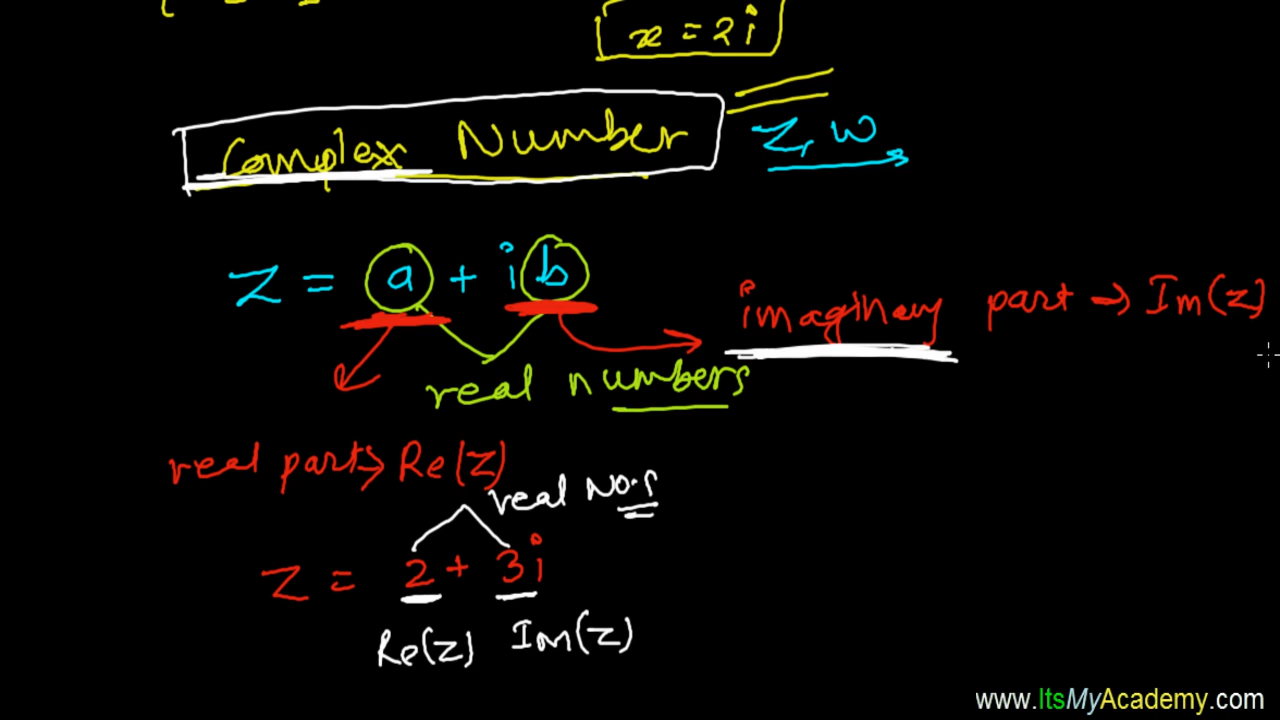 x = 2i
Complex Number
z, w
z = a + ib
imaginary part → Im(z)
real numbers
real part → Re(z)
real No.s
z = 2 + 3i
Re(z) Im(z)
www.ItsMyAcademy.com